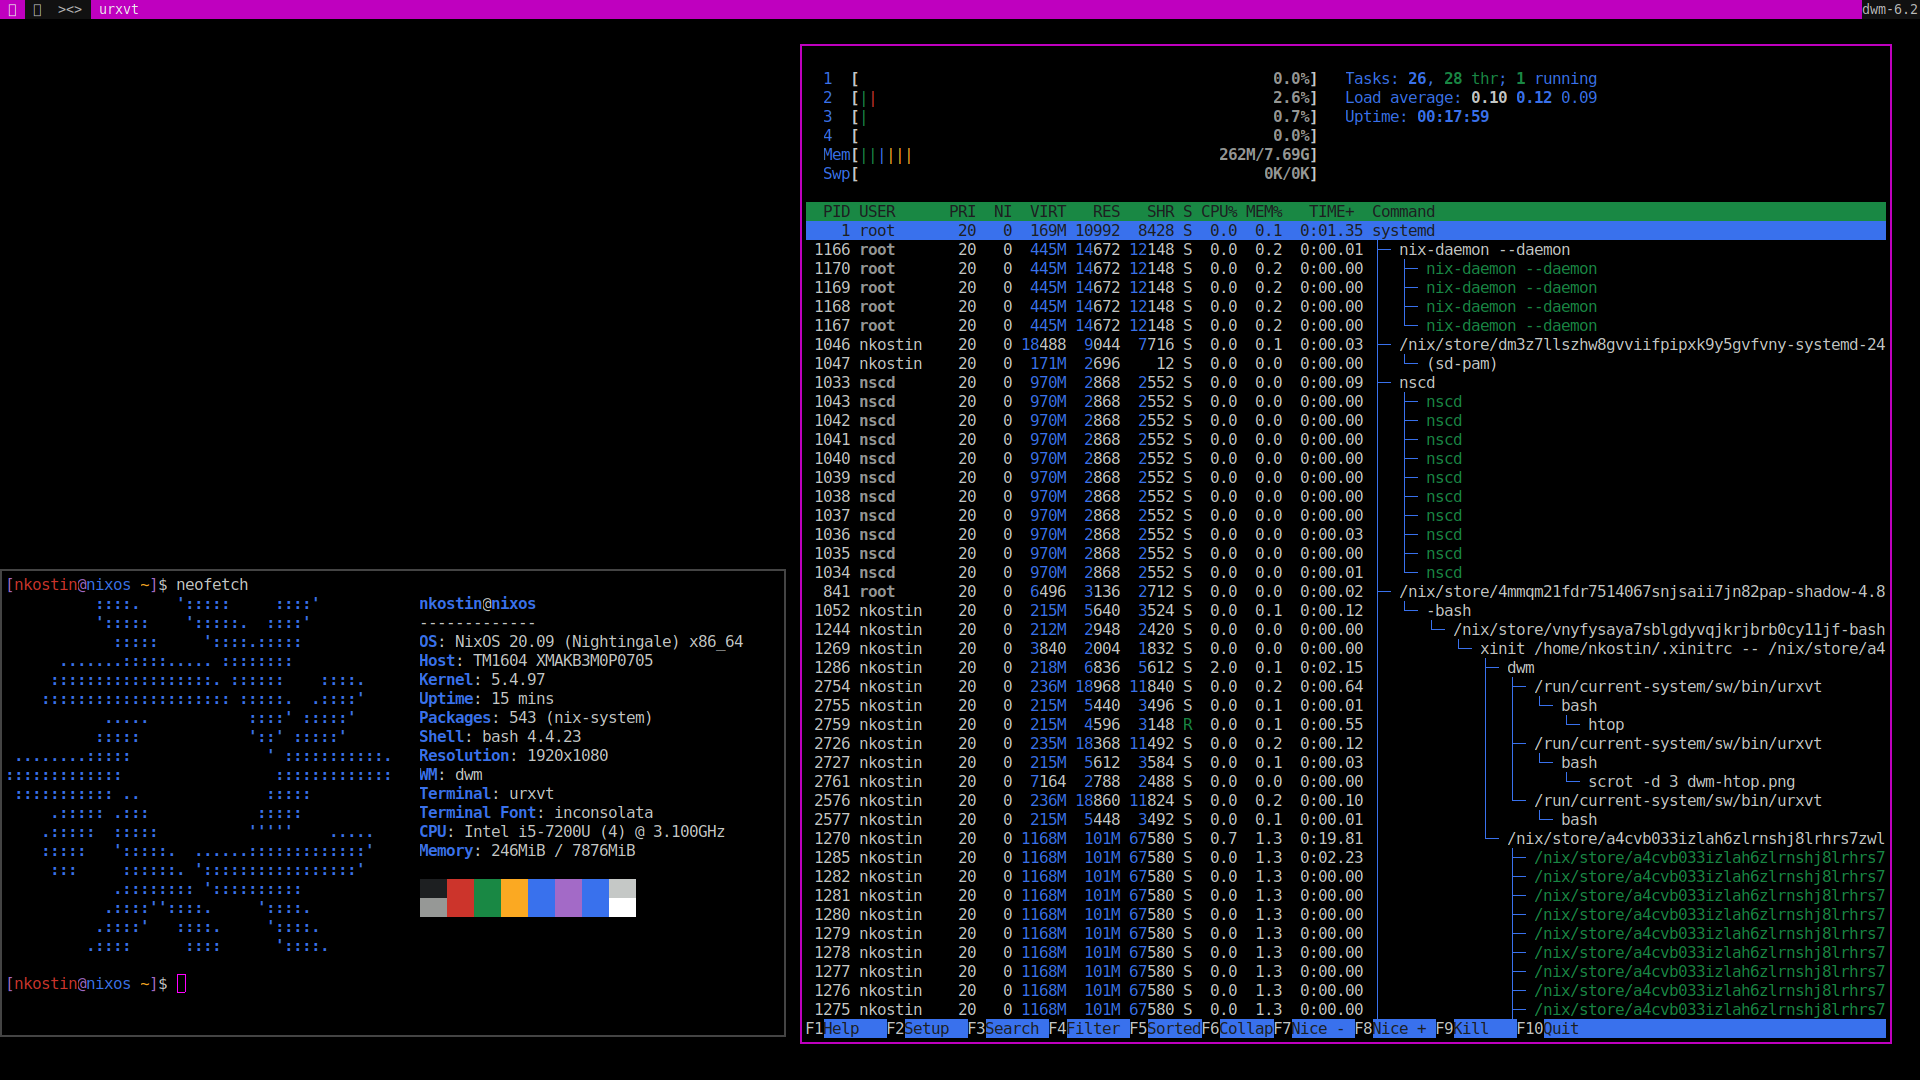 ><> urxvt dwm-6.2
1 [ 0.0%] Tasks: 26, 28 thr; 1 running
2 [|| 2.6%] Load average: 0.10 0.12 0.09
3 [| 0.7%] Uptime: 00:17:59
4 [ 0.0%]
Mem[|||||| 262M/7.69G]
Swp[ 0K/0K]
PID USER PRI NI VIRT RES SHR S CPU% MEM% TIME+ Command
1 root 20 0 169M 10992 8428 S 0.0 0.1 0:01.35 systemd
1166 root 20 0 445M 14672 12148 S 0.0 0.2 0:00.01 ├─ nix-daemon --daemon
1170 root 20 0 445M 14672 12148 S 0.0 0.2 0:00.00 │ ├─ nix-daemon --daemon
1169 root 20 0 445M 14672 12148 S 0.0 0.2 0:00.00 │ ├─ nix-daemon --daemon
1168 root 20 0 445M 14672 12148 S 0.0 0.2 0:00.00 │ ├─ nix-daemon --daemon
1167 root 20 0 445M 14672 12148 S 0.0 0.2 0:00.00 │ └─ nix-daemon --daemon
1046 nkostin 20 0 18488 9044 7716 S 0.0 0.1 0:00.03 ├─ /nix/store/dm3z7llszhw8gvviifpipxk9y5gvfvny-systemd-24
1047 nkostin 20 0 171M 2696 12 S 0.0 0.0 0:00.00 │ └─ (sd-pam)
1033 nscd 20 0 970M 2868 2552 S 0.0 0.0 0:00.09 ├─ nscd
1043 nscd 20 0 970M 2868 2552 S 0.0 0.0 0:00.00 │ ├─ nscd
1042 nscd 20 0 970M 2868 2552 S 0.0 0.0 0:00.00 │ ├─ nscd
1041 nscd 20 0 970M 2868 2552 S 0.0 0.0 0:00.00 │ ├─ nscd
1040 nscd 20 0 970M 2868 2552 S 0.0 0.0 0:00.00 │ ├─ nscd
1039 nscd 20 0 970M 2868 2552 S 0.0 0.0 0:00.00 │ ├─ nscd
1038 nscd 20 0 970M 2868 2552 S 0.0 0.0 0:00.00 │ ├─ nscd
1037 nscd 20 0 970M 2868 2552 S 0.0 0.0 0:00.00 │ ├─ nscd
1036 nscd 20 0 970M 2868 2552 S 0.0 0.0 0:00.03 │ ├─ nscd
1035 nscd 20 0 970M 2868 2552 S 0.0 0.0 0:00.00 │ ├─ nscd
1034 nscd 20 0 970M 2868 2552 S 0.0 0.0 0:00.01 │ └─ nscd
841 root 20 0 6496 3136 2712 S 0.0 0.0 0:00.02 ├─ /nix/store/4mmqm21fdr7514067snjsaii7jn82pap-shadow-4.8
1052 nkostin 20 0 215M 5640 3524 S 0.0 0.1 0:00.12 │ └─ -bash
1244 nkostin 20 0 212M 2948 2420 S 0.0 0.0 0:00.00 │ └─ /nix/store/vnyfysaya7sblgdyvqjkrjbrb0cy11jf-bash
1269 nkostin 20 0 3840 2004 1832 S 0.0 0.0 0:00.00 │ └─ xinit /home/nkostin/.xinitrc -- /nix/store/a4
1286 nkostin 20 0 218M 6836 5612 S 2.0 0.1 0:02.15 │ ├─ dwm
2754 nkostin 20 0 236M 18968 11840 S 0.0 0.2 0:00.64 │ │ ├─ /run/current-system/sw/bin/urxvt
2755 nkostin 20 0 215M 5440 3496 S 0.0 0.1 0:00.01 │ │ │ └─ bash
2759 nkostin 20 0 215M 4596 3148 R 0.0 0.1 0:00.55 │ │ │ └─ htop
2726 nkostin 20 0 235M 18368 11492 S 0.0 0.2 0:00.12 │ │ ├─ /run/current-system/sw/bin/urxvt
2727 nkostin 20 0 215M 5612 3584 S 0.0 0.1 0:00.03 │ │ │ └─ bash
2761 nkostin 20 0 7164 2788 2488 S 0.0 0.0 0:00.00 │ │ │ └─ scrot -d 3 dwm-htop.png
2576 nkostin 20 0 236M 18860 11824 S 0.0 0.2 0:00.10 │ │ └─ /run/current-system/sw/bin/urxvt
2577 nkostin 20 0 215M 5448 3492 S 0.0 0.1 0:00.01 │ │ └─ bash
1270 nkostin 20 0 1168M 101M 67580 S 0.7 1.3 0:19.81 │ └─ /nix/store/a4cvb033izlah6zlrnshj8lrhrs7zwl
1285 nkostin 20 0 1168M 101M 67580 S 0.0 1.3 0:02.23 │ ├─ /nix/store/a4cvb033izlah6zlrnshj8lrhrs7
1282 nkostin 20 0 1168M 101M 67580 S 0.0 1.3 0:00.00 │ ├─ /nix/store/a4cvb033izlah6zlrnshj8lrhrs7
1281 nkostin 20 0 1168M 101M 67580 S 0.0 1.3 0:00.00 │ ├─ /nix/store/a4cvb033izlah6zlrnshj8lrhrs7
1280 nkostin 20 0 1168M 101M 67580 S 0.0 1.3 0:00.00 │ ├─ /nix/store/a4cvb033izlah6zlrnshj8lrhrs7
1279 nkostin 20 0 1168M 101M 67580 S 0.0 1.3 0:00.00 │ ├─ /nix/store/a4cvb033izlah6zlrnshj8lrhrs7
1278 nkostin 20 0 1168M 101M 67580 S 0.0 1.3 0:00.00 │ ├─ /nix/store/a4cvb033izlah6zlrnshj8lrhrs7
1277 nkostin 20 0 1168M 101M 67580 S 0.0 1.3 0:00.00 │ ├─ /nix/store/a4cvb033izlah6zlrnshj8lrhrs7
1276 nkostin 20 0 1168M 101M 67580 S 0.0 1.3 0:00.00 │ ├─ /nix/store/a4cvb033izlah6zlrnshj8lrhrs7
1275 nkostin 20 0 1168M 101M 67580 S 0.0 1.3 0:00.00 │ ├─ /nix/store/a4cvb033izlah6zlrnshj8lrhrs7
F1Help F2Setup F3Search F4Filter F5Sorted F6Collap F7Nice - F8Nice + F9Kill F10Quit
[nkostin@nixos ~]$ neofetch
nkostin@nixos
-------------
OS: NixOS 20.09 (Nightingale) x86_64
Host: TM1604 XMAKB3M0P0705
Kernel: 5.4.97
Uptime: 15 mins
Packages: 543 (nix-system)
Shell: bash 4.4.23
Resolution: 1920x1080
WM: dwm
Terminal: urxvt
Terminal Font: inconsolata
CPU: Intel i5-7200U (4) @ 3.100GHz
Memory: 246MiB / 7876MiB
[nkostin@nixos ~]$